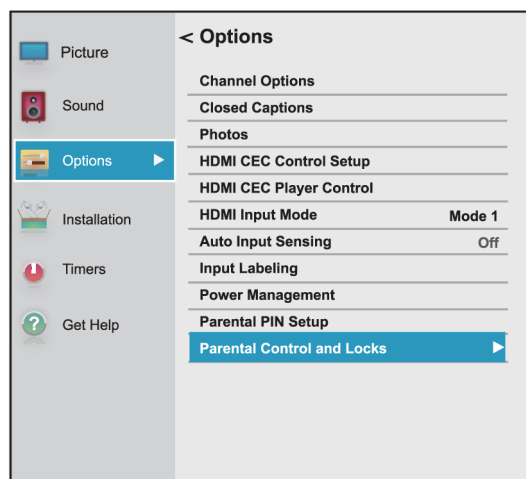 Picture
Sound
Options
Installation
Timers
Get Help
< Options
Channel Options
Closed Captions
Photos
HDMI CEC Control Setup
HDMI CEC Player Control
HDMI Input Mode Mode 1
Auto Input Sensing Off
Input Labeling
Power Management
Parental PIN Setup
Parental Control and Locks